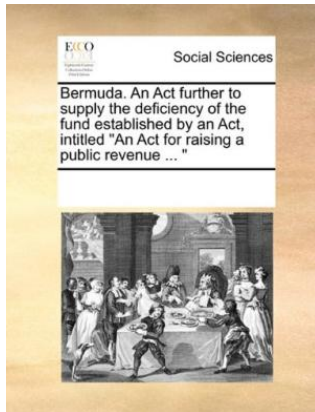 ECCO
Social Sciences
Bermuda. An Act further to
supply the deficiency of the
fund established by an Act,
intitled "An Act for raising a
public revenue ... "